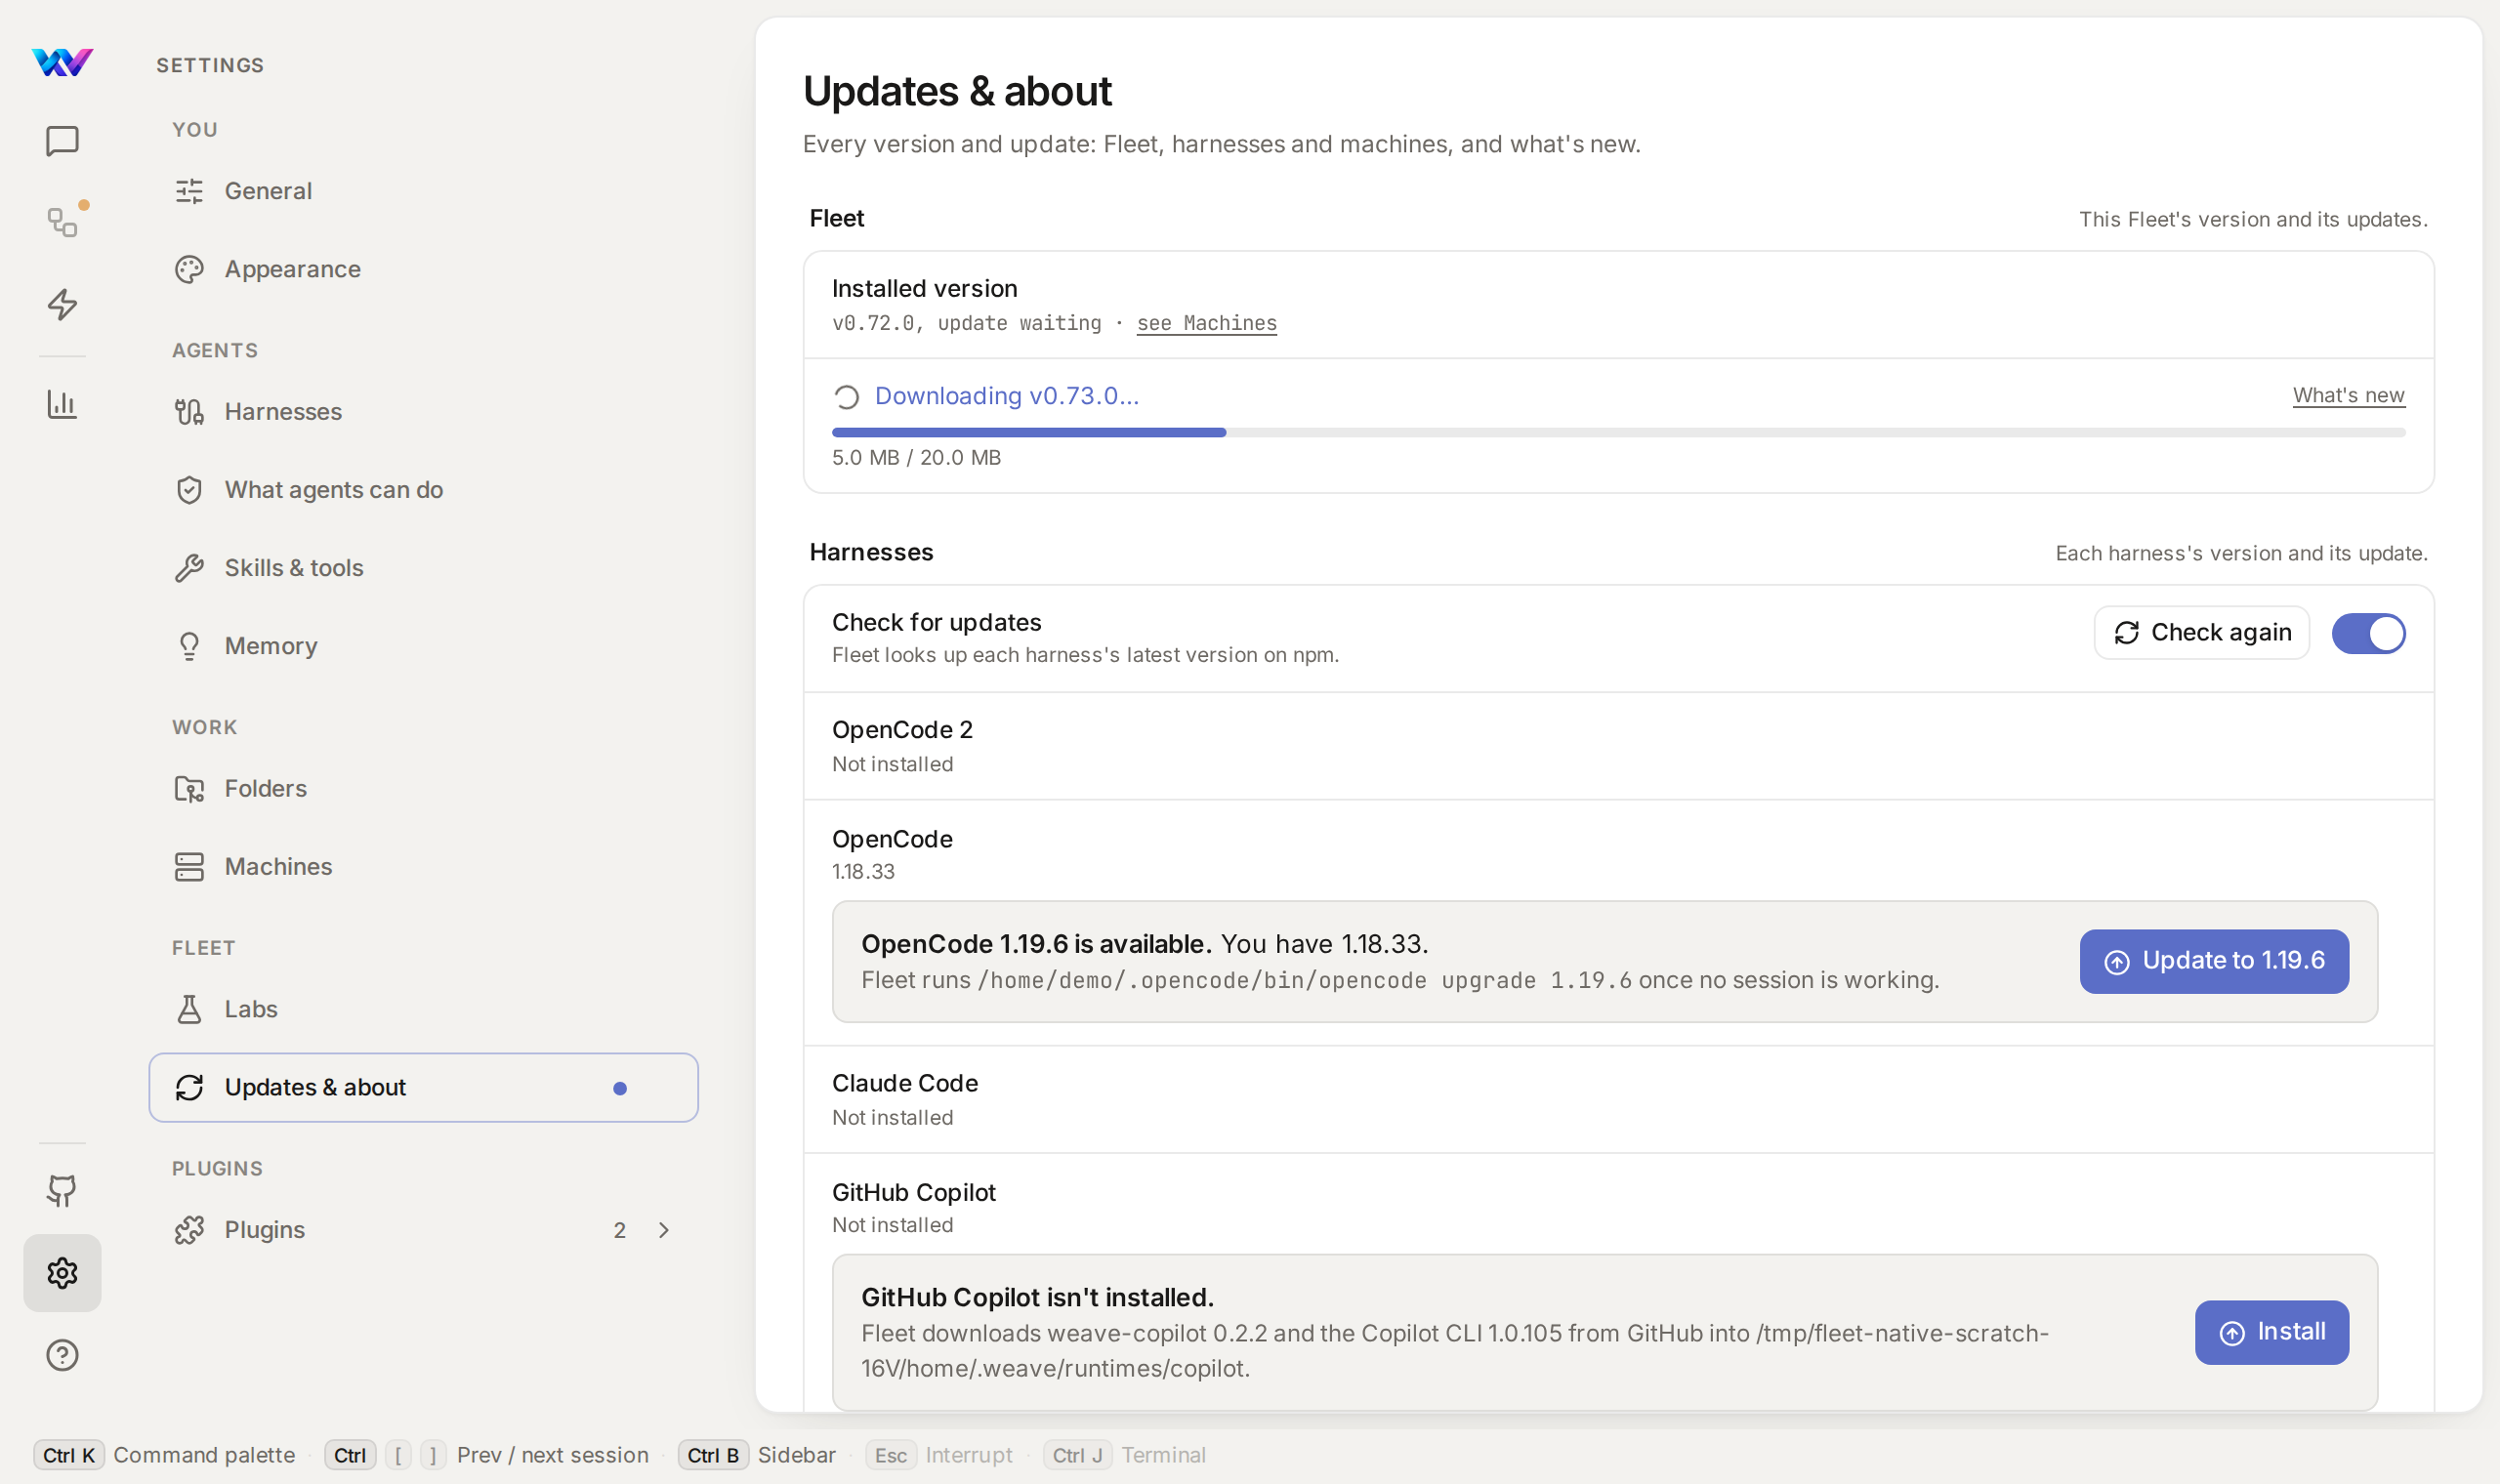 SETTINGS
YOU
General
Appearance
AGENTS
Harnesses
What agents can do
Skills & tools
Memory
WORK
Folders
Machines
FLEET
Labs
Updates & about
PLUGINS
Plugins 2
Updates & about
Every version and update: Fleet, harnesses and machines, and what's new.
Fleet This Fleet's version and its updates.
Installed version
v0.72.0, update waiting · see Machines
Downloading v0.73.0... What's new
5.0 MB / 20.0 MB
Harnesses Each harness's version and its update.
Check for updates Check again
Fleet looks up each harness's latest version on npm.
OpenCode 2
Not installed
OpenCode
1.18.33
OpenCode 1.19.6 is available. You have 1.18.33.
Fleet runs /home/demo/.opencode/bin/opencode upgrade 1.19.6 once no session is working.
Update to 1.19.6
Claude Code
Not installed
GitHub Copilot
Not installed
GitHub Copilot isn't installed.
Fleet downloads weave-copilot 0.2.2 and the Copilot CLI 1.0.105 from GitHub into /tmp/fleet-native-scratch-
16V/home/.weave/runtimes/copilot.
Install
Ctrl K Command palette · Ctrl [ ] Prev / next session · Ctrl B Sidebar · Esc Interrupt · Ctrl J Terminal